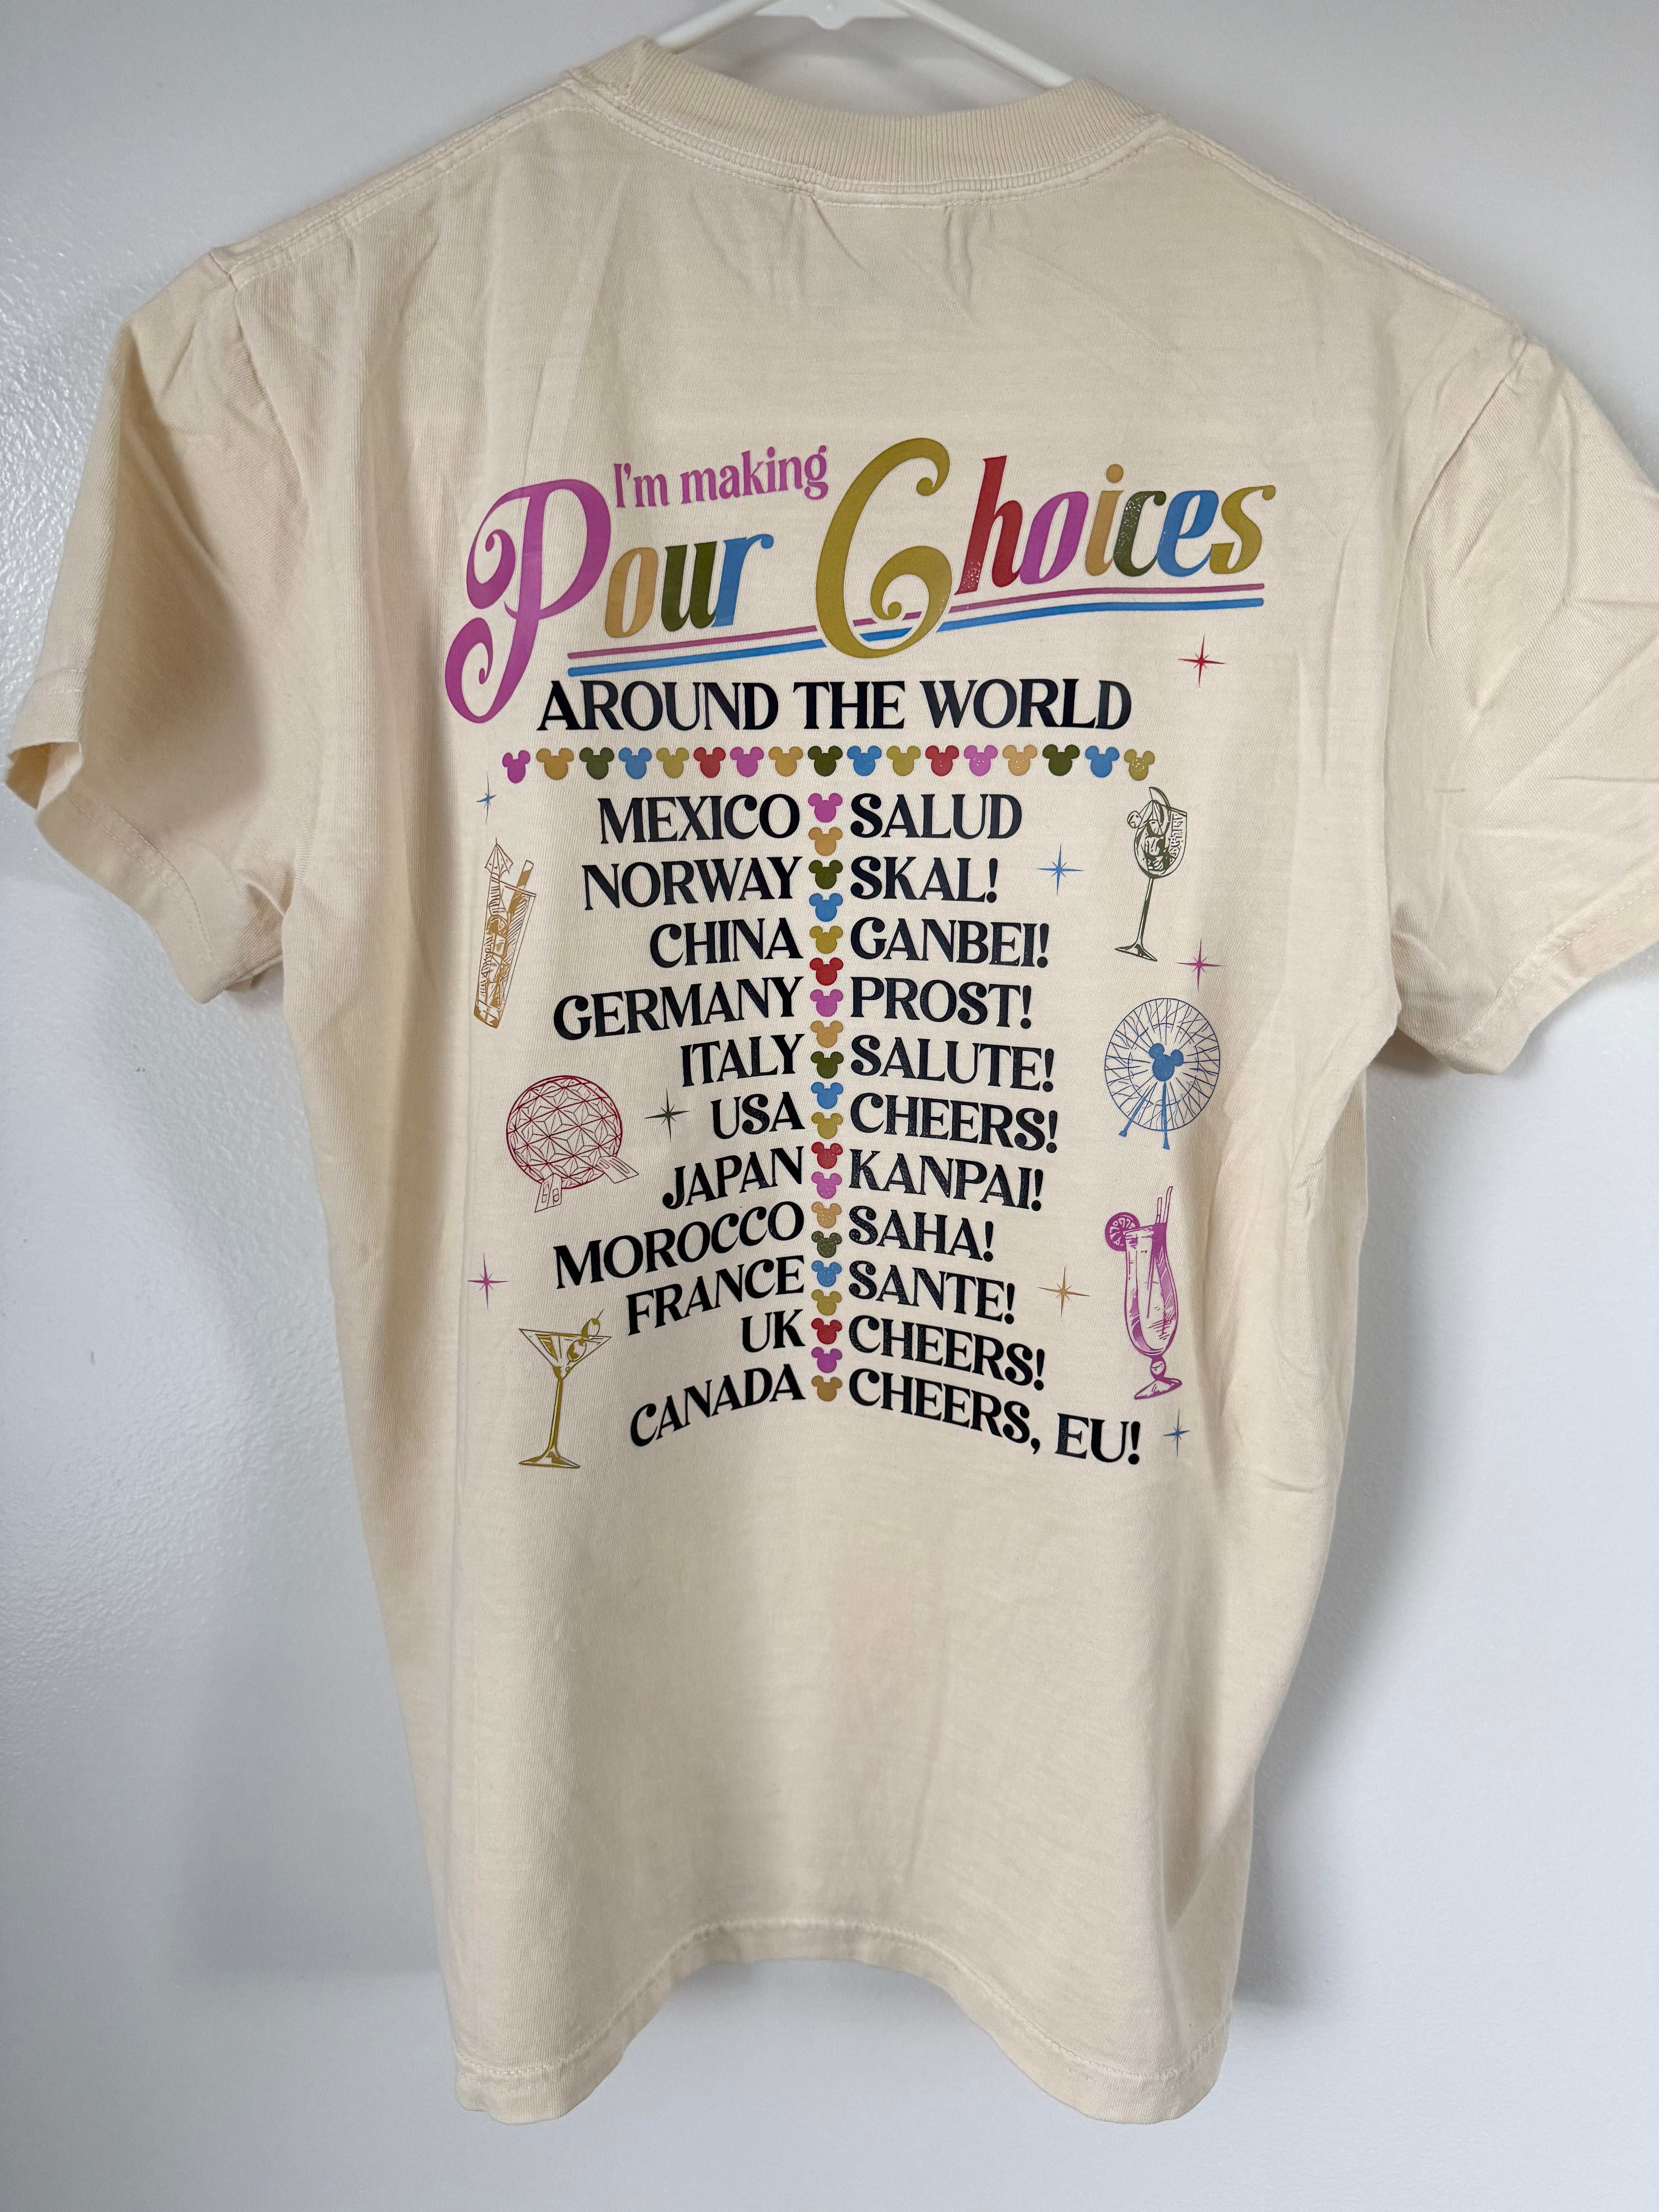 I'm making
Pour Choices
AROUND THE WORLD
MEXICO SALUD
NORWAY SKAL!
CHINA GANBEI!
GERMANY PROST!
ITALY SALUTE!
USA CHEERS!
JAPAN KANPAI!
MOROCCO SAHA!
FRANCE SANTE!
UK CHEERS!
CANADA CHEERS, EU!